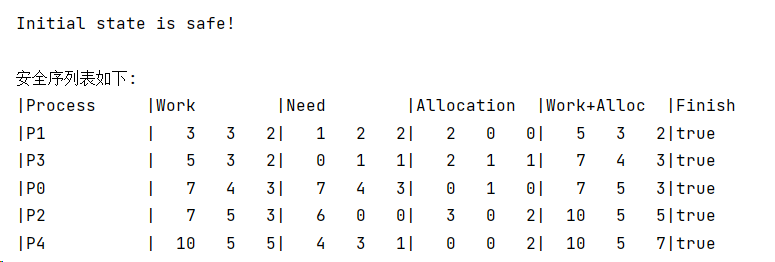 Initial state is safe!
安全序列表如下:
|Process |Work |Need |Allocation |Work+Alloc |Finish
|P1 | 3 3 2| 1 2 2| 2 0 0| 5 3 2|true
|P3 | 5 3 2| 0 1 1| 2 1 1| 7 4 3|true
|P0 | 7 4 3| 7 4 3| 0 1 0| 7 5 3|true
|P2 | 7 5 3| 6 0 0| 3 0 2| 10 5 5|true
|P4 | 10 5 5| 4 3 1| 0 0 2| 10 5 7|true